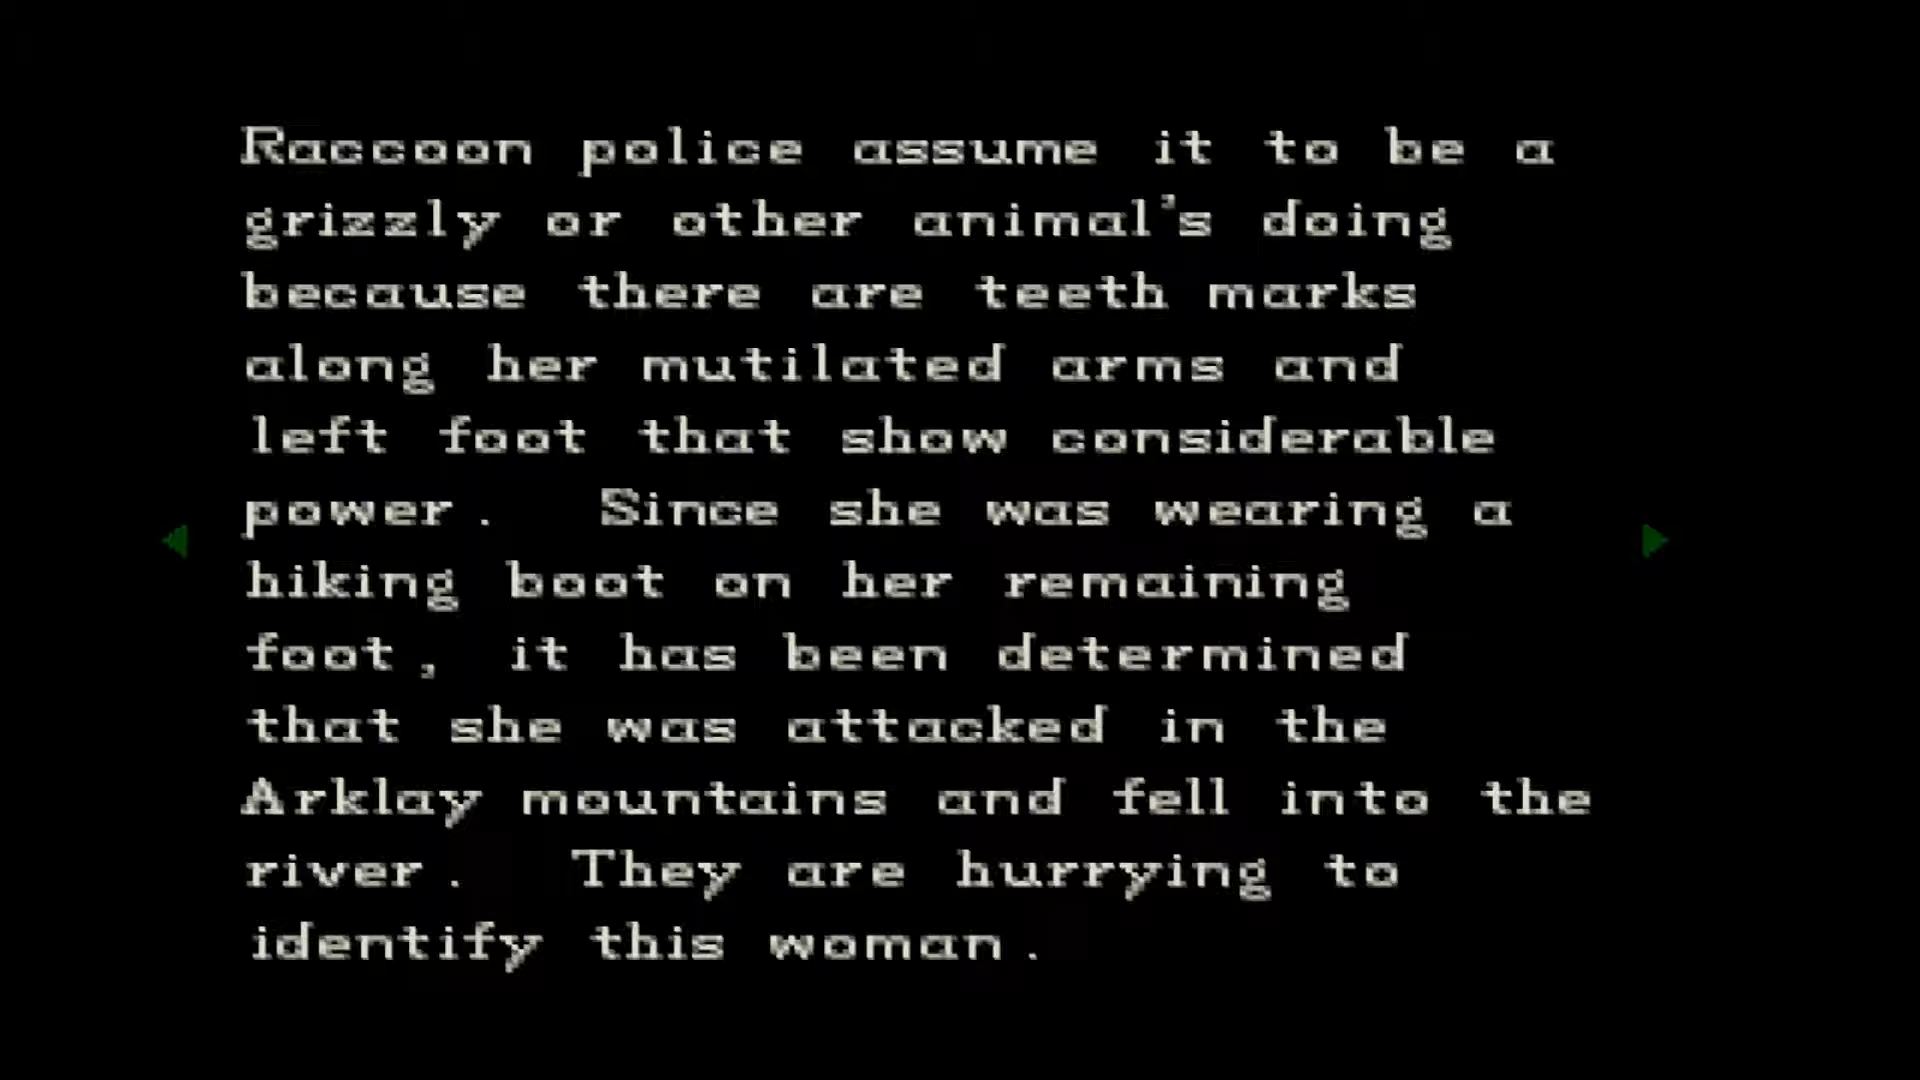 Raccoon police assume it to be a
grizzly or other animal's doing
because there are teeth marks
along her mutilated arms and
left foot that show considerable
power. Since she was wearing a
hiking boot on her remaining
foot, it has been determined
that she was attacked in the
Arklay mountains and fell into the
river. They are hurrying to
identify this woman.